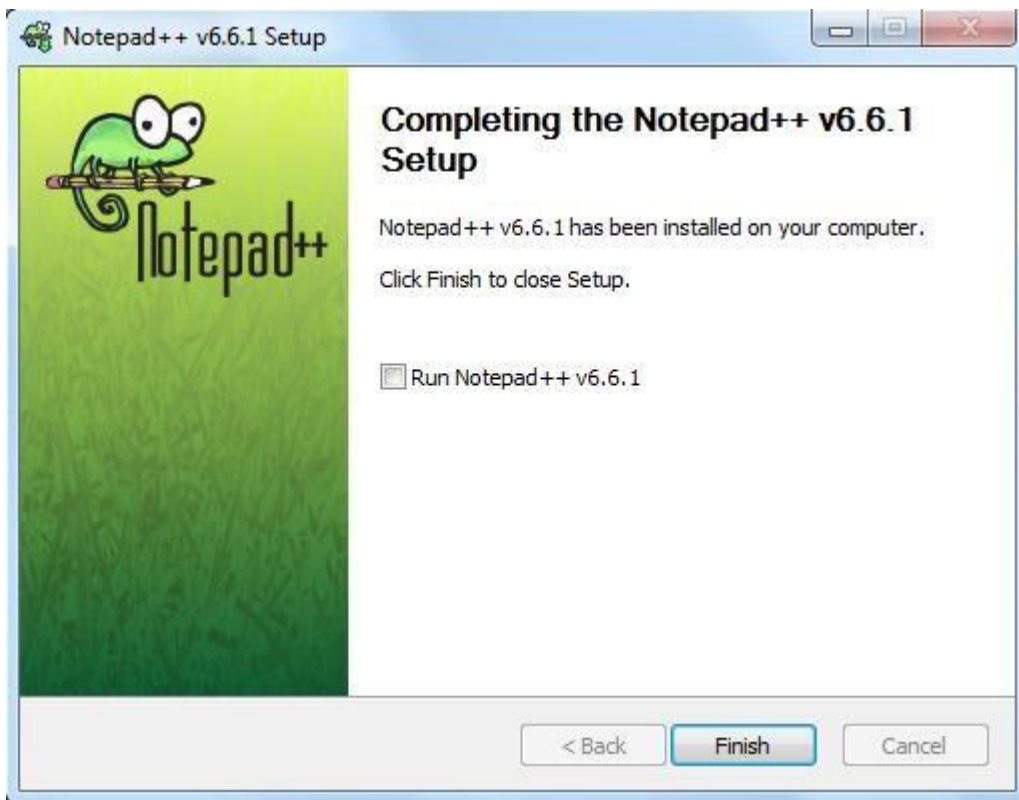 Notepad++ v6.6.1 Setup
Notepad++
Completing the Notepad++ v6.6.1
Setup
Notepad++ v6.6.1 has been installed on your computer.
Click Finish to close Setup.
Run Notepad++ v6.6.1
< Back
Finish
Cancel